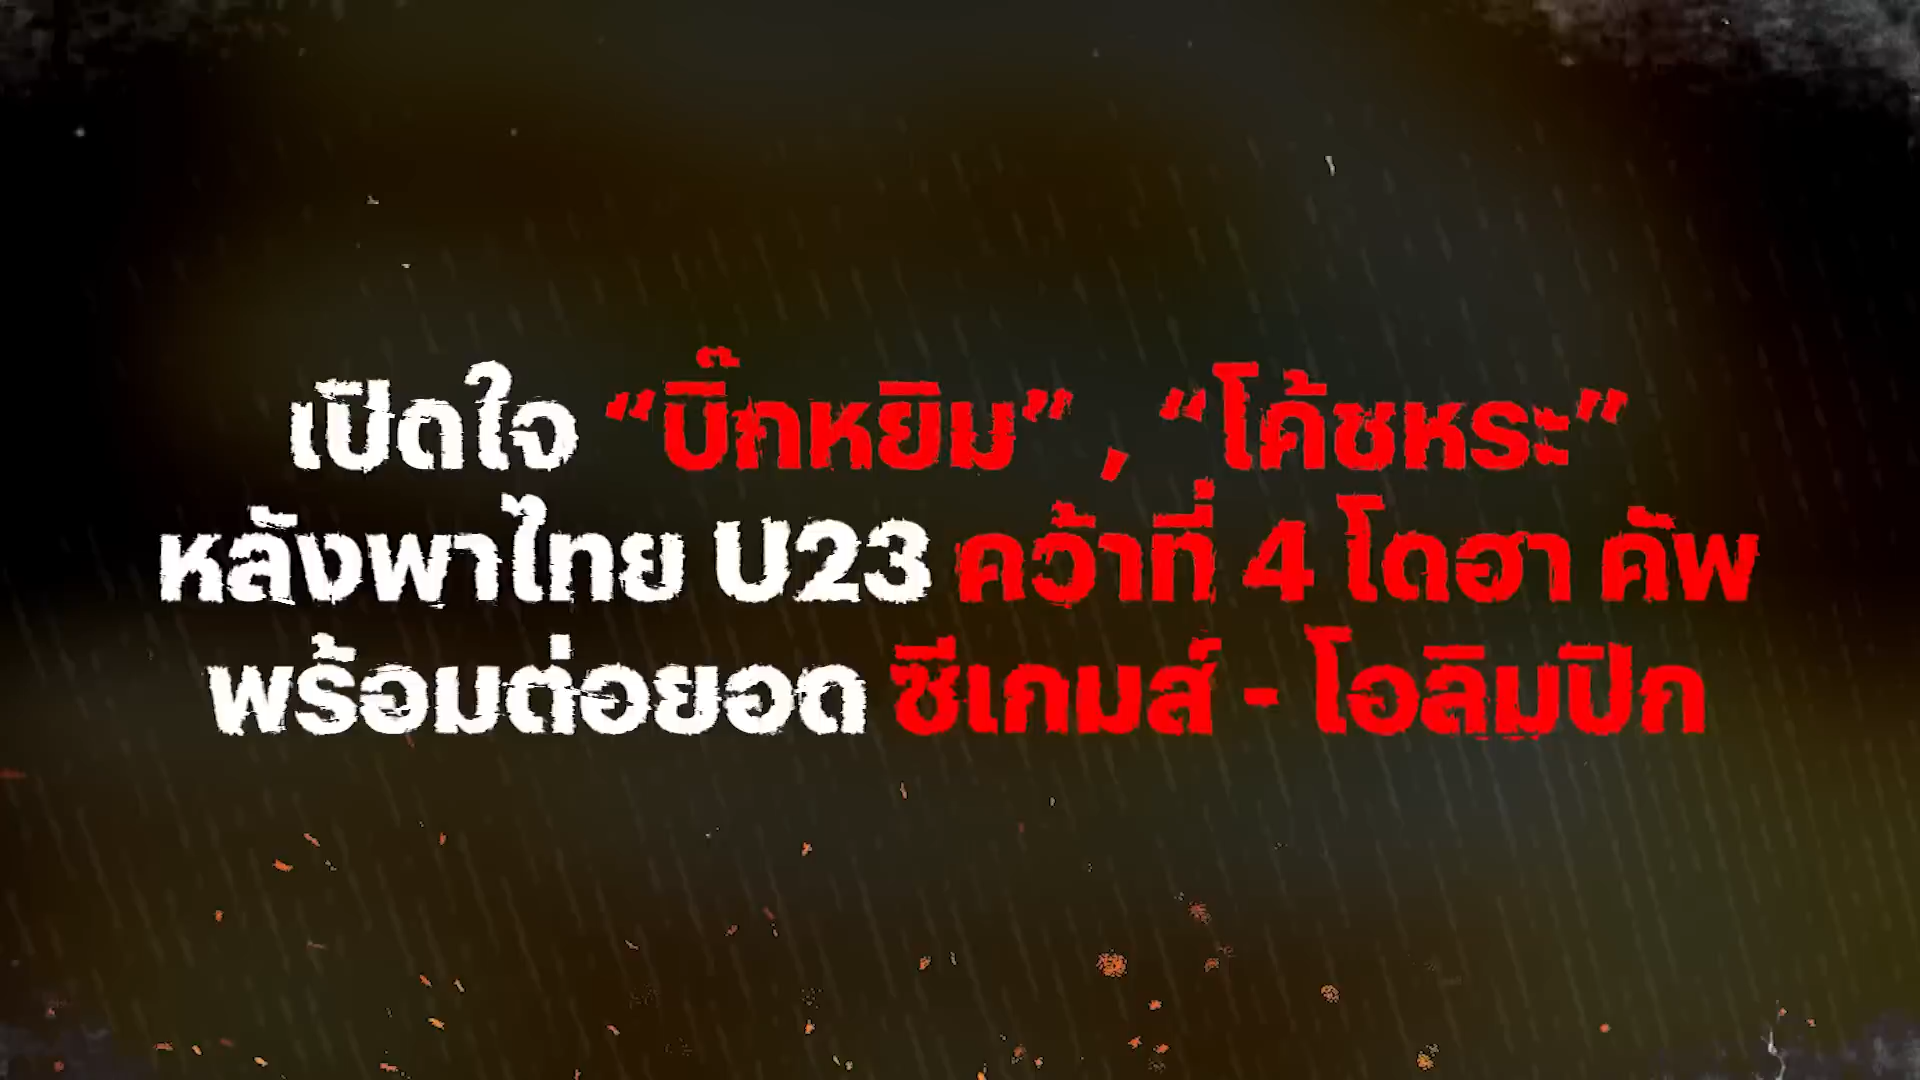 เปิดใจ “บิ๊กหยิม” , “โค้ชหระ”
หลังพาไทย U23 คว้าที่ 4 โดฮา คัพ
พร้อมต่อยอด ซีเกมส์ - โอลิมปิก